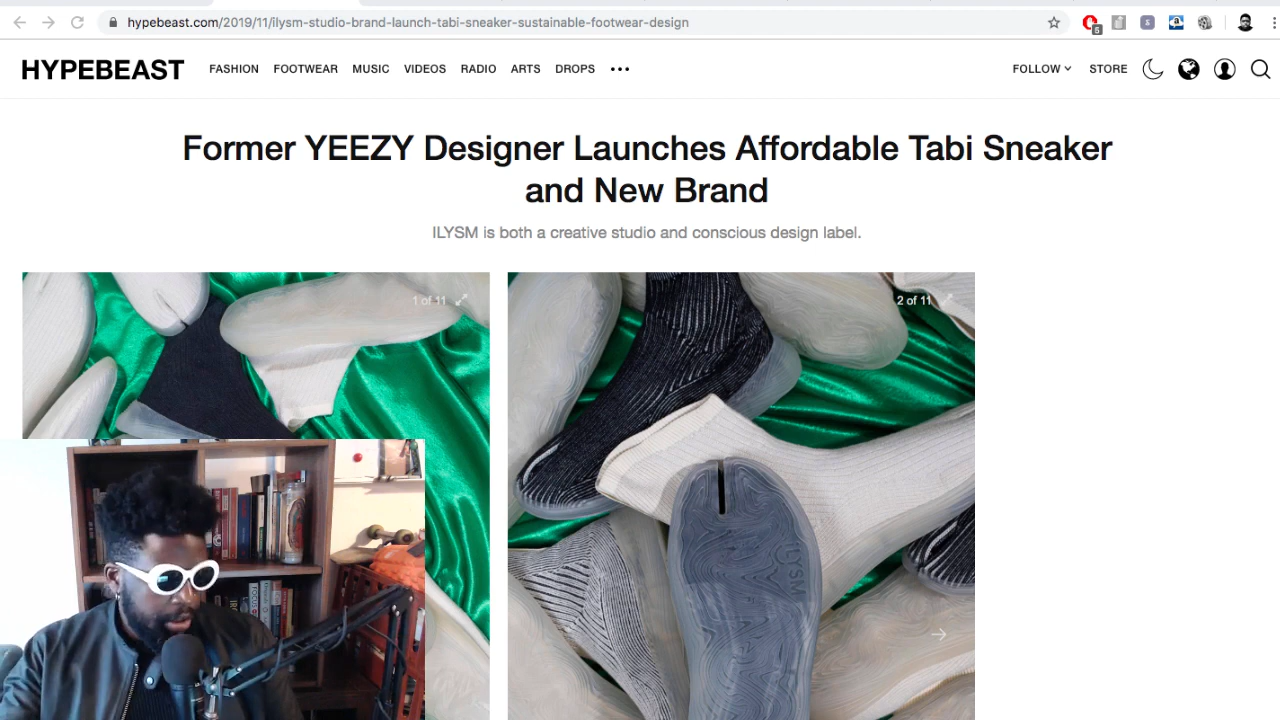 hypebeast.com/2019/11/ilysm-studio-brand-launch-tabi-sneaker-sustainable-footwear-design
5
HYPEBEAST FASHION FOOTWEAR MUSIC VIDEOS RADIO ARTS DROPS FOLLOW STORE
Former YEEZY Designer Launches Affordable Tabi Sneaker
and New Brand
ILYSM is both a creative studio and conscious design label.
1 of 11
2 of 11
ILYSM